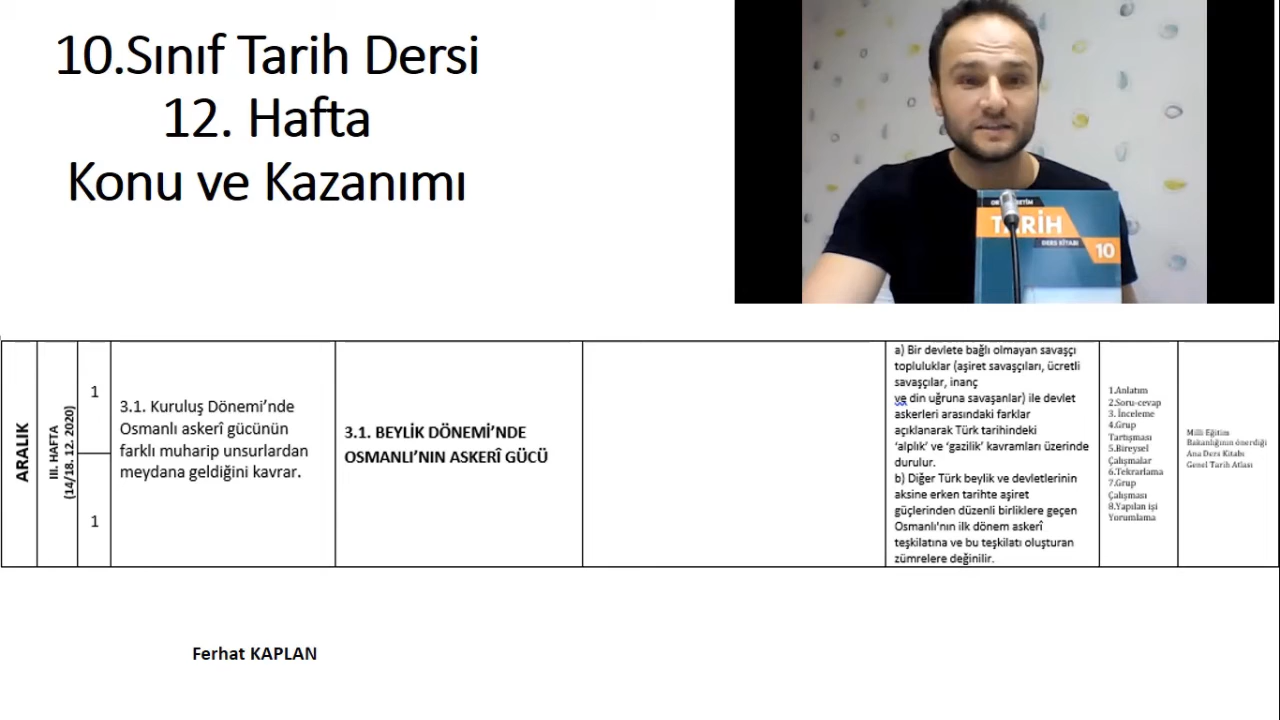 10.Sınıf Tarih Dersi
12. Hafta
Konu ve Kazanımı
TARİH
DERS KİTABI
10
ARALIK
III. HAFTA
(14/18. 12. 2020)
1
1
3.1. Kuruluş Dönemi’nde
Osmanlı askerî gücünün
farklı muharip unsurlardan
meydana geldiğini kavrar.
3.1. BEYLİK DÖNEMİ’NDE
OSMANLI’NIN ASKERÎ GÜCÜ
a) Bir devlete bağlı olmayan savaşçı
topluluklar (aşiret savaşçıları, ücretli
savaşçılar, inanç
ve din uğruna savaşanlar) ile devlet
askerleri arasındaki farklar
açıklanarak Türk tarihindeki
‘alplık’ ve ‘gazilik’ kavramları üzerinde
durulur.
b) Diğer Türk beylik ve devletlerinin
aksine erken tarihte aşiret
güçlerinden düzenli birliklere geçen
Osmanlı'nın ilk dönem askerî
teşkilatına ve bu teşkilatı oluşturan
zümrelere değinilir.
1.Anlatım
2.Soru-cevap
3. İnceleme
4.Grup
Tartışması
5.Bireysel
Çalışmalar
6.Tekrarlama
7.Grup
Çalışması
8.Yapılan işi
Yorumlama
Milli Eğitim
Bakanlığının önerdiği
Ana Ders Kitabı
Genel Tarih Atlası
Ferhat KAPLAN